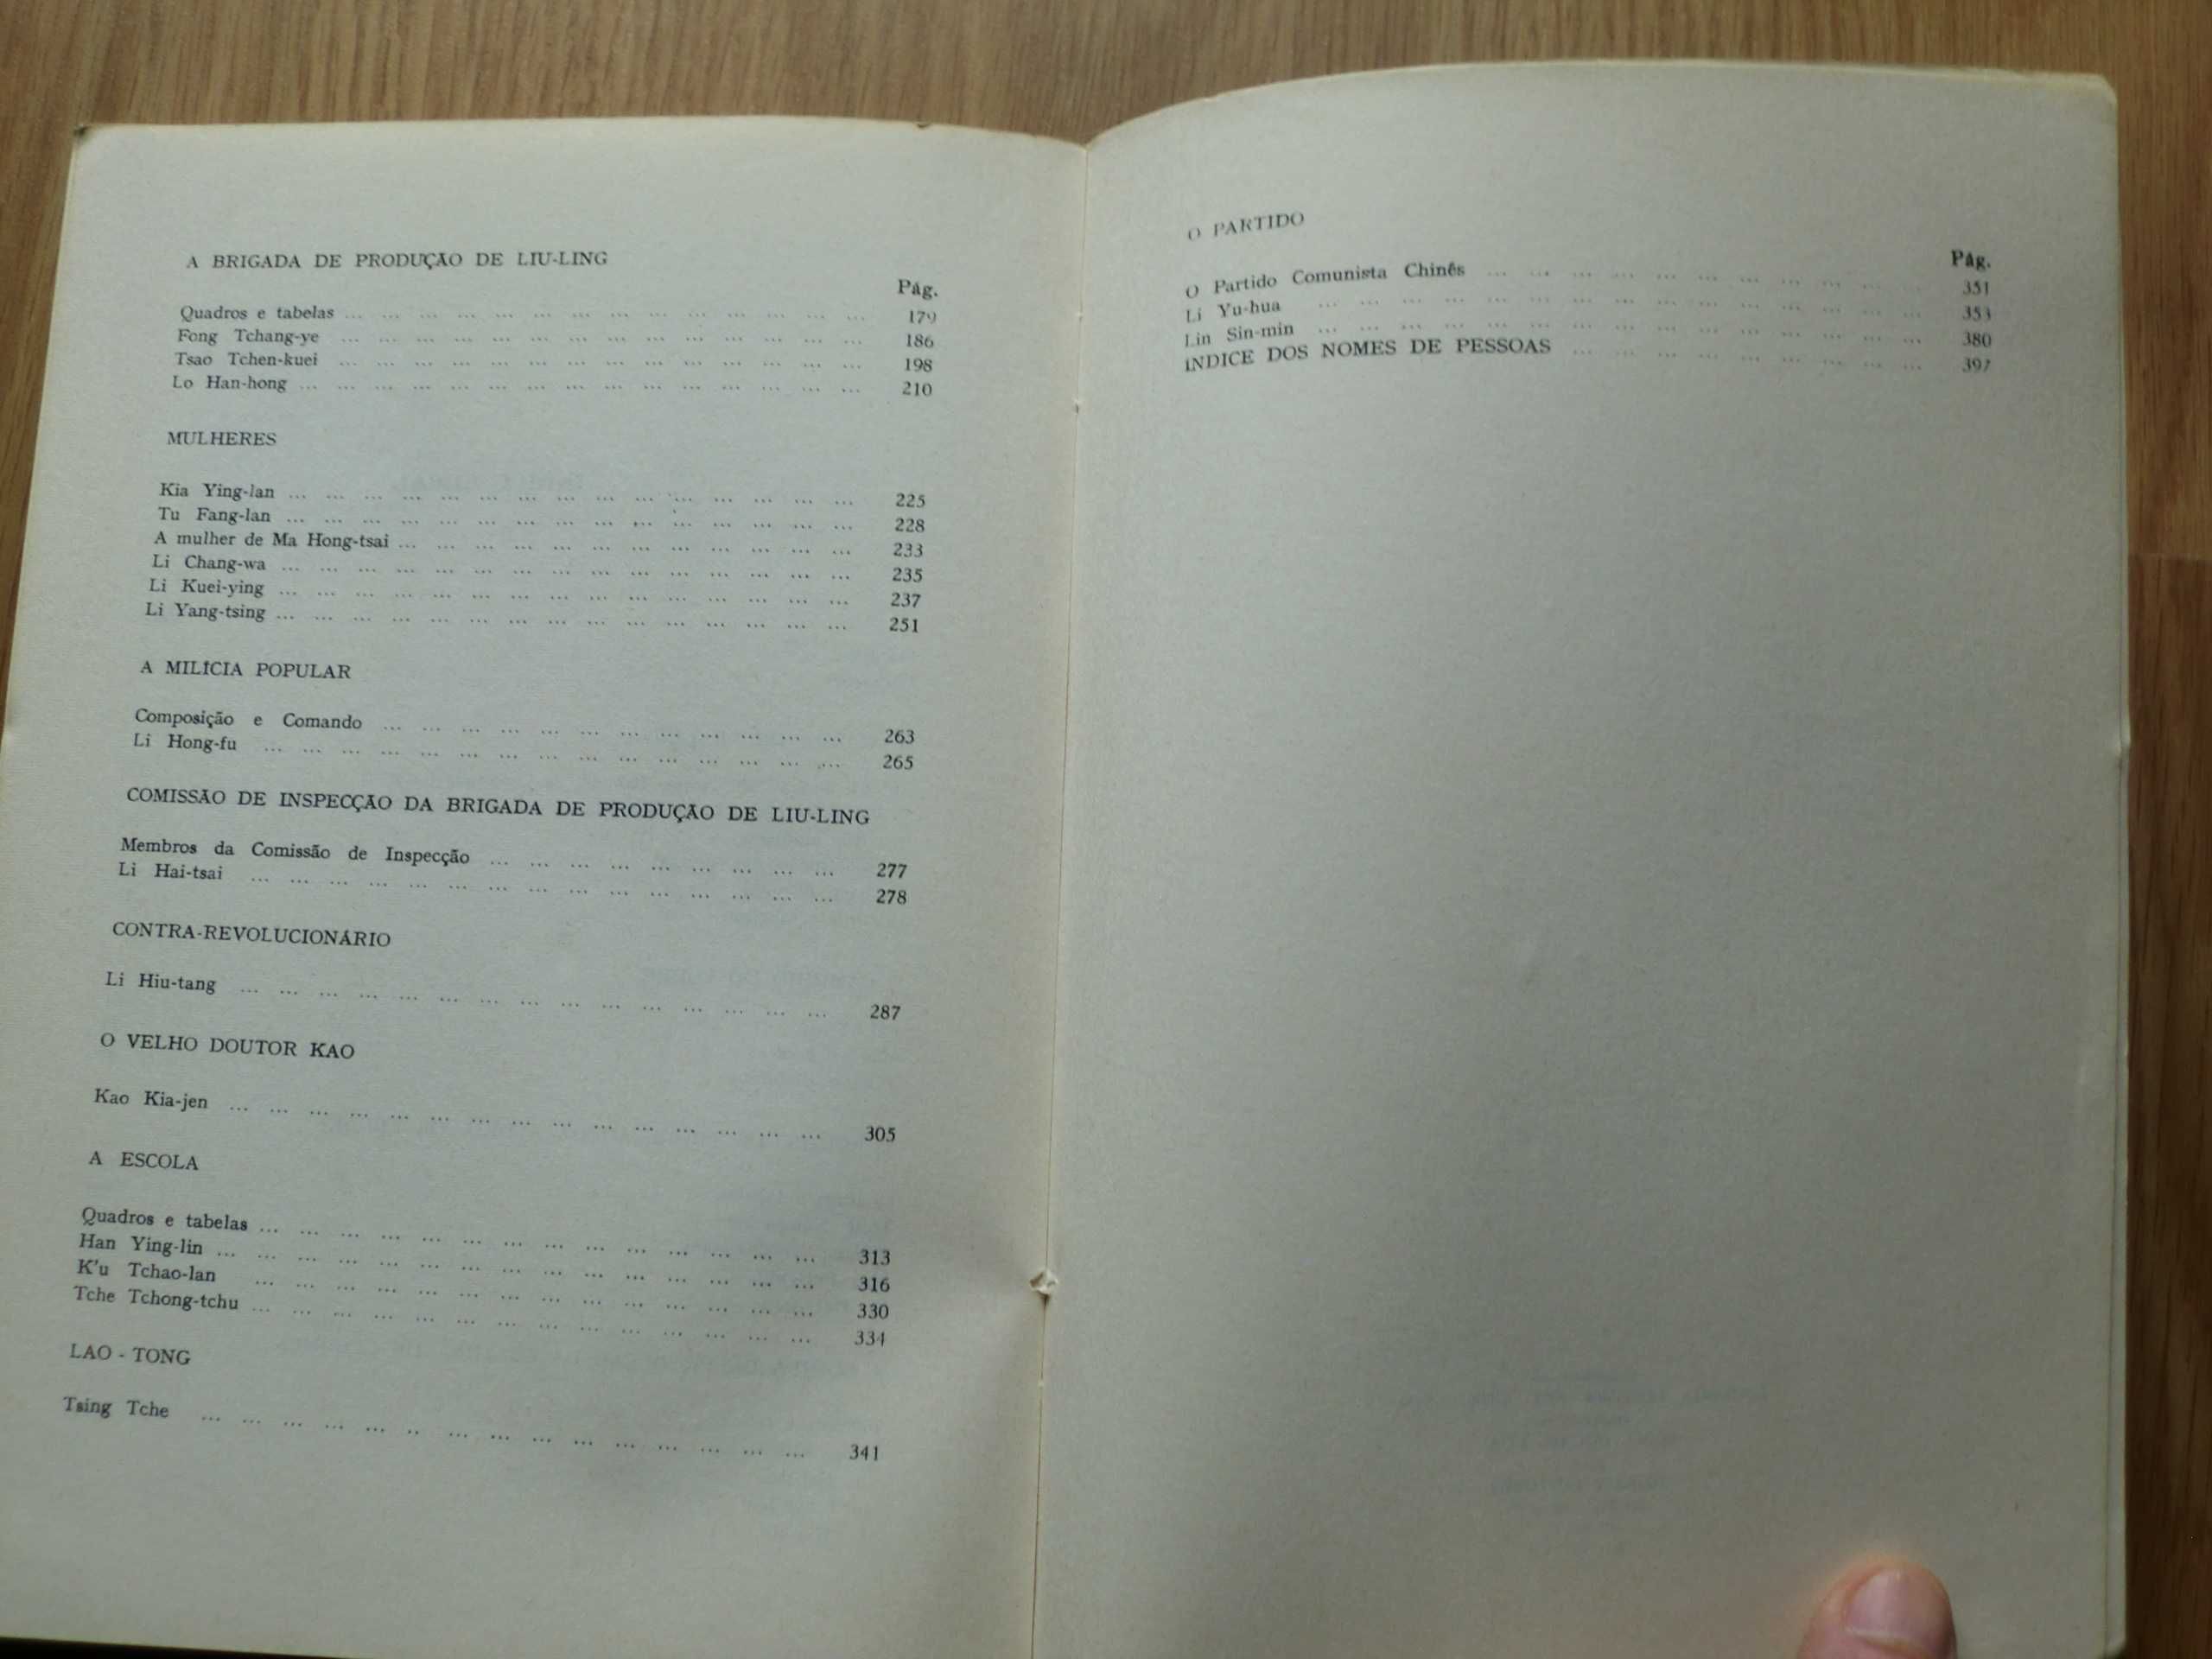 A BRIGADA DE PRODUÇÃO DE LIU-LING
Pág.
Quadros e tabelas ... ... ... ... ... ... ... ... ... ... ... ... ... ... 179
Fong Tchang-ye ... ... ... ... ... ... ... ... ... ... ... ... ... ... 186
Tsao Tchen-kuei ... ... ... ... ... ... ... ... ... ... ... ... ... ... 198
Lo Han-hong ... ... ... ... ... ... ... ... ... ... ... ... ... ... ... 210
MULHERES
Kia Ying-lan ... ... ... ... ... ... ... ... ... ... ... ... ... ... ... 225
Tu Fang-lan ... ... ... ... ... ... ... ... ... ... ... ... ... ... ... 228
A mulher de Ma Hong-tsai ... ... ... ... ... ... ... ... ... ... ... ... 233
Li Chang-wa ... ... ... ... ... ... ... ... ... ... ... ... ... ... ... 235
Li Kuei-ying ... ... ... ... ... ... ... ... ... ... ... ... ... ... ... 237
Li Yang-tsing ... ... ... ... ... ... ... ... ... ... ... ... ... ... ... 251
A MILÍCIA POPULAR
Composição e Comando ... ... ... ... ... ... ... ... ... ... ... ... 263
Li Hong-fu ... ... ... ... ... ... ... ... ... ... ... ... ... ... ... 265
COMISSÃO DE INSPECÇÃO DA BRIGADA DE PRODUÇÃO DE LIU-LING
Membros da Comissão de Inspecção ... ... ... ... ... ... ... ... ... 277
Li Hai-tsai ... ... ... ... ... ... ... ... ... ... ... ... ... ... ... 278
CONTRA-REVOLUCIONÁRIO
Li Hiu-tang ... ... ... ... ... ... ... ... ... ... ... ... ... ... ... 287
O VELHO DOUTOR KAO
Kao Kia-jen ... ... ... ... ... ... ... ... ... ... ... ... ... ... ... 305
A ESCOLA
Quadros e tabelas ... ... ... ... ... ... ... ... ... ... ... ... ... ... 313
Han Ying-lin ... ... ... ... ... ... ... ... ... ... ... ... ... ... ... 316
K'u Tchao-lan ... ... ... ... ... ... ... ... ... ... ... ... ... ... 330
Tche Tchong-tchu ... ... ... ... ... ... ... ... ... ... ... ... ... ... 334
LAO - TONG
Tsing Tche ... ... ... ... ... .. ... ... ... ... ... ... ... ... ... 341
O PARTIDO
Pág.
O Partido Comunista Chinês ... ... ... ... ... ... ... ... ... ... ... 351
Li Yu-hua ... ... ... ... ... ... ... ... ... ... ... ... ... ... ... 353
Lin Sin-min ... ... ... ... ... ... ... ... ... ... ... ... ... ... ... 380
ÍNDICE DOS NOMES DE PESSOAS ... ... ... ... ... ... ... ... ... 397